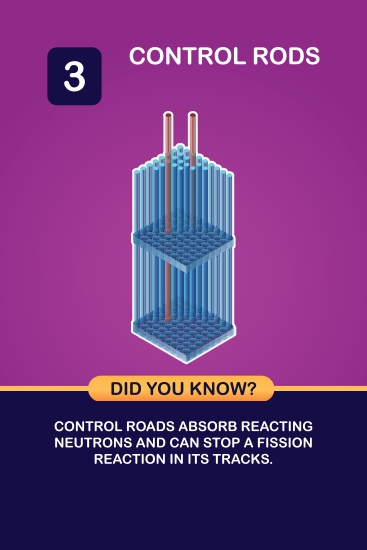 3
CONTROL RODS
DID YOU KNOW?
CONTROL ROADS ABSORB REACTING
NEUTRONS AND CAN STOP A FISSION
REACTION IN ITS TRACKS.